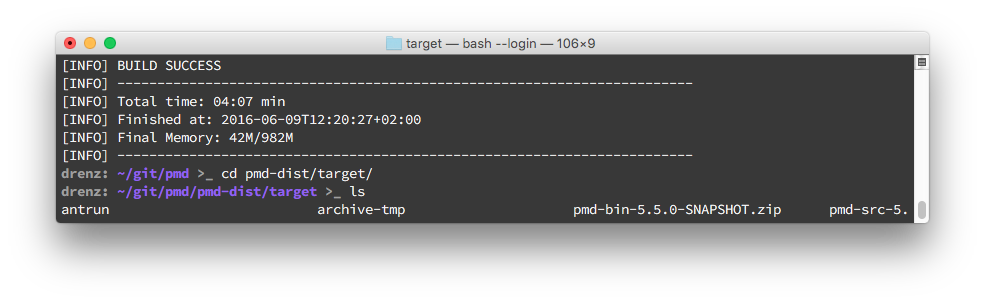 target — bash --login — 106×9
[INFO] BUILD SUCCESS
[INFO] ------------------------------------------------------------------------
[INFO] Total time: 04:07 min
[INFO] Finished at: 2016-06-09T12:20:27+02:00
[INFO] Final Memory: 42M/982M
[INFO] ------------------------------------------------------------------------
drenz: ~/git/pmd >_ cd pmd-dist/target/
drenz: ~/git/pmd/pmd-dist/target >_ ls
antrun archive-tmp pmd-bin-5.5.0-SNAPSHOT.zip pmd-src-5.